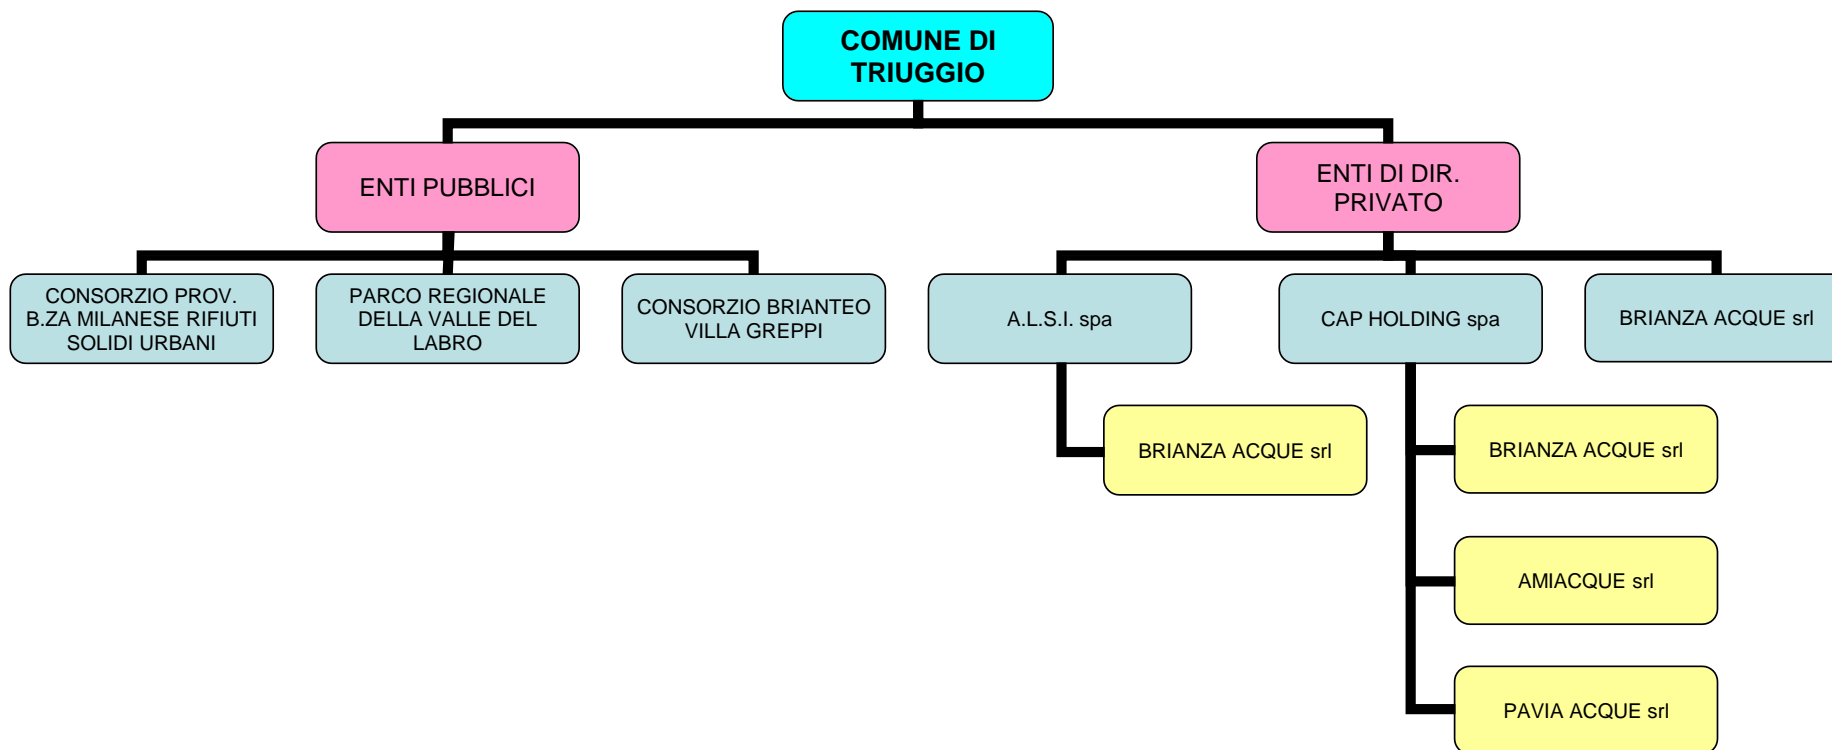 COMUNE DI
TRIUGGIO
ENTI PUBBLICI
ENTI DI DIR.
PRIVATO
CONSORZIO PROV.
B.ZA MILANESE RIFIUTI
SOLIDI URBANI
PARCO REGIONALE
DELLA VALLE DEL
LABRO
CONSORZIO BRIANTEO
VILLA GREPPI
A.L.S.I. spa
CAP HOLDING spa
BRIANZA ACQUE srl
BRIANZA ACQUE srl
BRIANZA ACQUE srl
AMIACQUE srl
PAVIA ACQUE srl